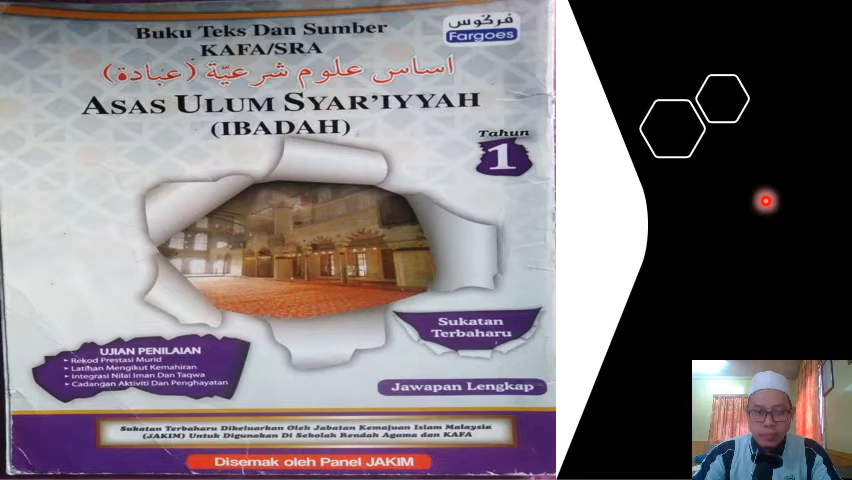 Buku Teks Dan Sumber
KAFA/SRA
فركوس
Fargoes
اساس علوم شرعيّة (عبادة)
ASAS ULUM SYAR'IYYAH
(IBADAH)
Tahun
1
Sukatan
Terbaharu
UJIAN PENILAIAN
➤ Rekod Prestasi Murid
➤ Latihan Mengikut Kemahiran
➤ Integrasi Nilai Iman Dan Taqwa
➤ Cadangan Aktiviti Dan Penghayatan
Jawapan Lengkap
Sukatan Terbaharu Dikeluarkan Oleh Jabatan Kemajuan Islam Malaysia
(JAKIM) Untuk Digunakan Di Sekolah Rendah Agama dan KAFA
Disemak oleh Panel JAKIM